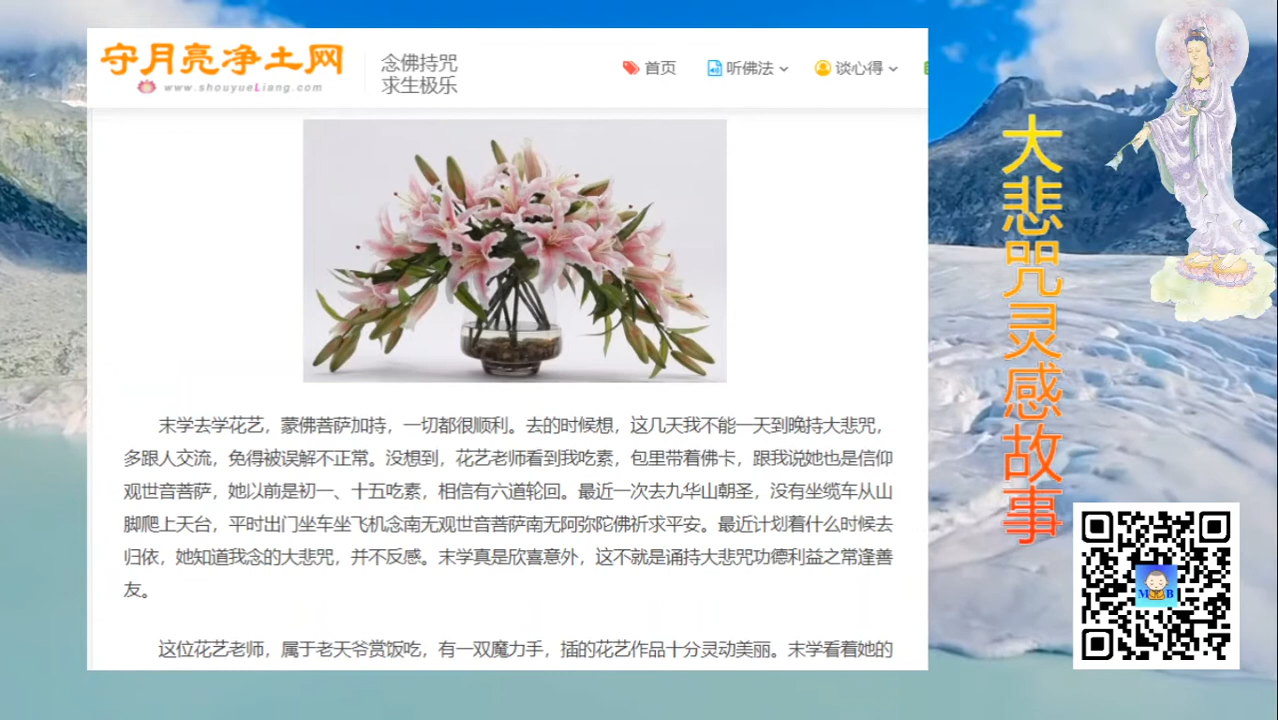 守月亮净土网
www.shouyueLiang.com
念佛持咒
求生极乐
首页
听佛法
谈心得
末学去学花艺，蒙佛菩萨加持，一切都很顺利。去的时候想，这几天我不能一天到晚持大悲咒，
多跟人交流，免得被误解不正常。没想到，花艺老师看到我吃素，包里带着佛卡，跟我说她也是信仰
观世音菩萨，她以前是初一、十五吃素，相信有六道轮回。最近一次去九华山朝圣，没有坐缆车从山
脚爬上天台，平时出门坐车坐飞机念南无观世音菩萨南无阿弥陀佛祈求平安。最近计划着什么时候去
归依，她知道我念的大悲咒，并不反感。末学真是欣喜意外，这不就是诵持大悲咒功德利益之常逢善
友。
这位花艺老师，属于老天爷赏饭吃，有一双魔力手，插的花艺作品十分灵动美丽。末学看着她的
大悲咒灵感故事
M B